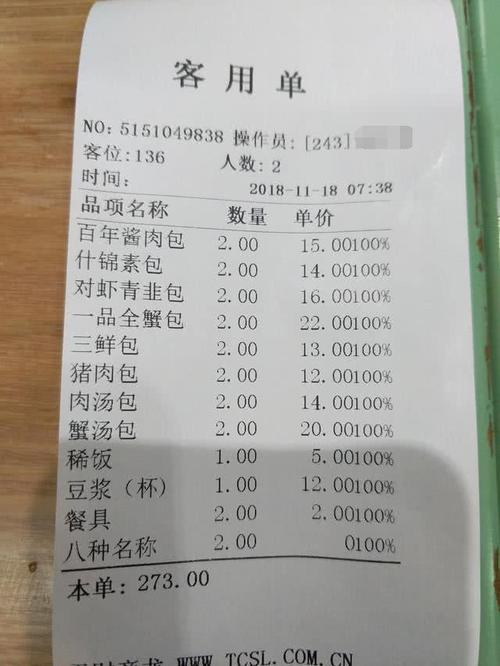 客用单
NO: 5151049838 操作员: [243]
客位: 136 人数: 2
时间: 2018-11-18 07:38
品项名称 数量 单价
百年酱肉包 2.00 15.00100%
什锦素包 2.00 14.00100%
对虾青韭包 2.00 16.00100%
一品全蟹包 2.00 22.00100%
三鲜包 2.00 13.00100%
猪肉包 2.00 12.00100%
肉汤包 2.00 14.00100%
蟹汤包 2.00 20.00100%
稀饭 1.00 5.00100%
豆浆（杯） 1.00 12.00100%
餐具 2.00 2.00100%
八种名称 2.00 0100%
本单: 273.00
www.TCSL.COM.CN